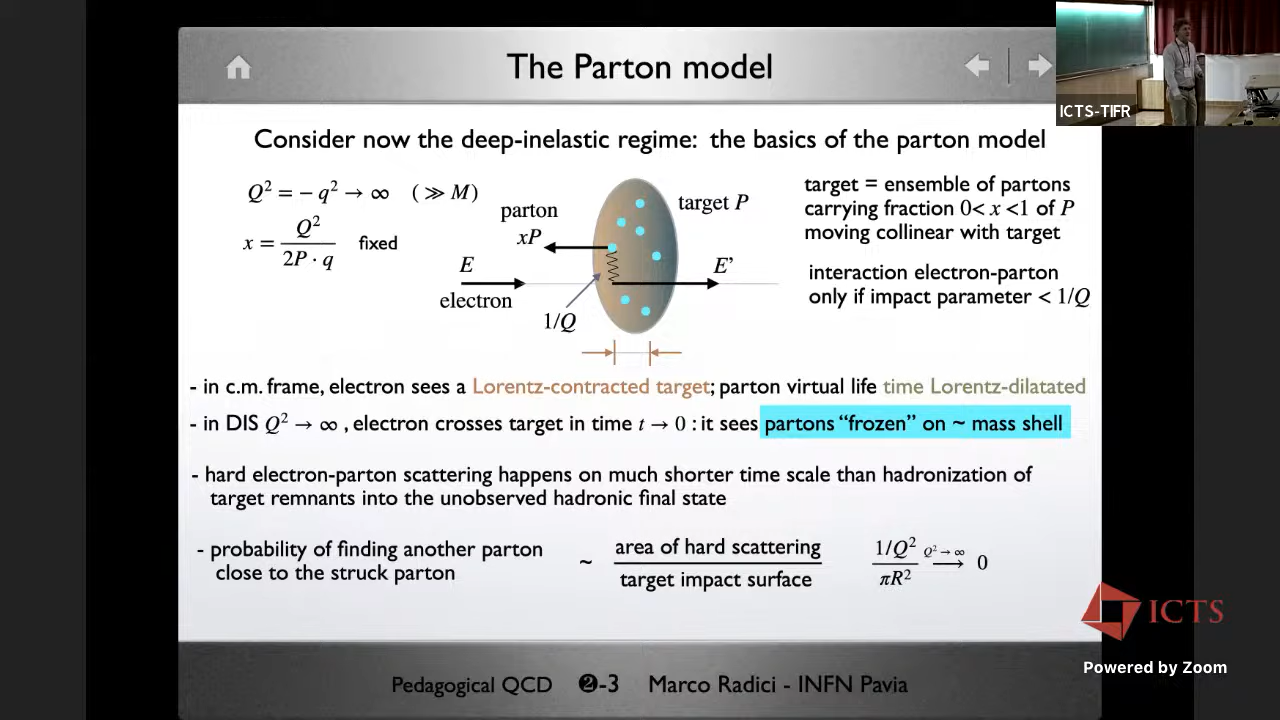 The Parton model
ICTS-TIFR
Consider now the deep-inelastic regime: the basics of the parton model
Q² = − q² → ∞ ( ≫ M)
x = Q² / 2P · q fixed
parton
xP
target P
E
electron
E’
1/Q
target = ensemble of partons
carrying fraction 0< x <1 of P
moving collinear with target
interaction electron-parton
only if impact parameter < 1/Q
- in c.m. frame, electron sees a Lorentz-contracted target; parton virtual life time Lorentz-dilatated
- in DIS Q² → ∞ , electron crosses target in time t → 0 : it sees partons “frozen” on ~ mass shell
- hard electron-parton scattering happens on much shorter time scale than hadronization of
target remnants into the unobserved hadronic final state
- probability of finding another parton
close to the struck parton
~
area of hard scattering
target impact surface
1/Q² / πR² Q²→∞ ⟶ 0
ICTS
Powered by Zoom
Pedagogical QCD ❷-3 Marco Radici - INFN Pavia